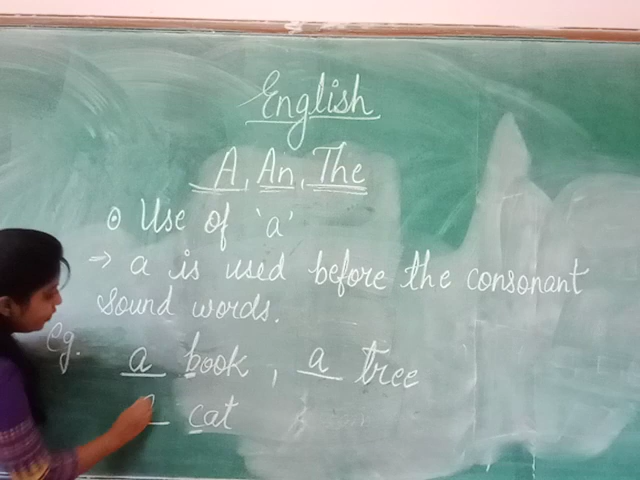 English
A, An, The
⊙ Use of 'a'
→ a is used before the consonant
sound words.
Eg. a book, a tree
cat